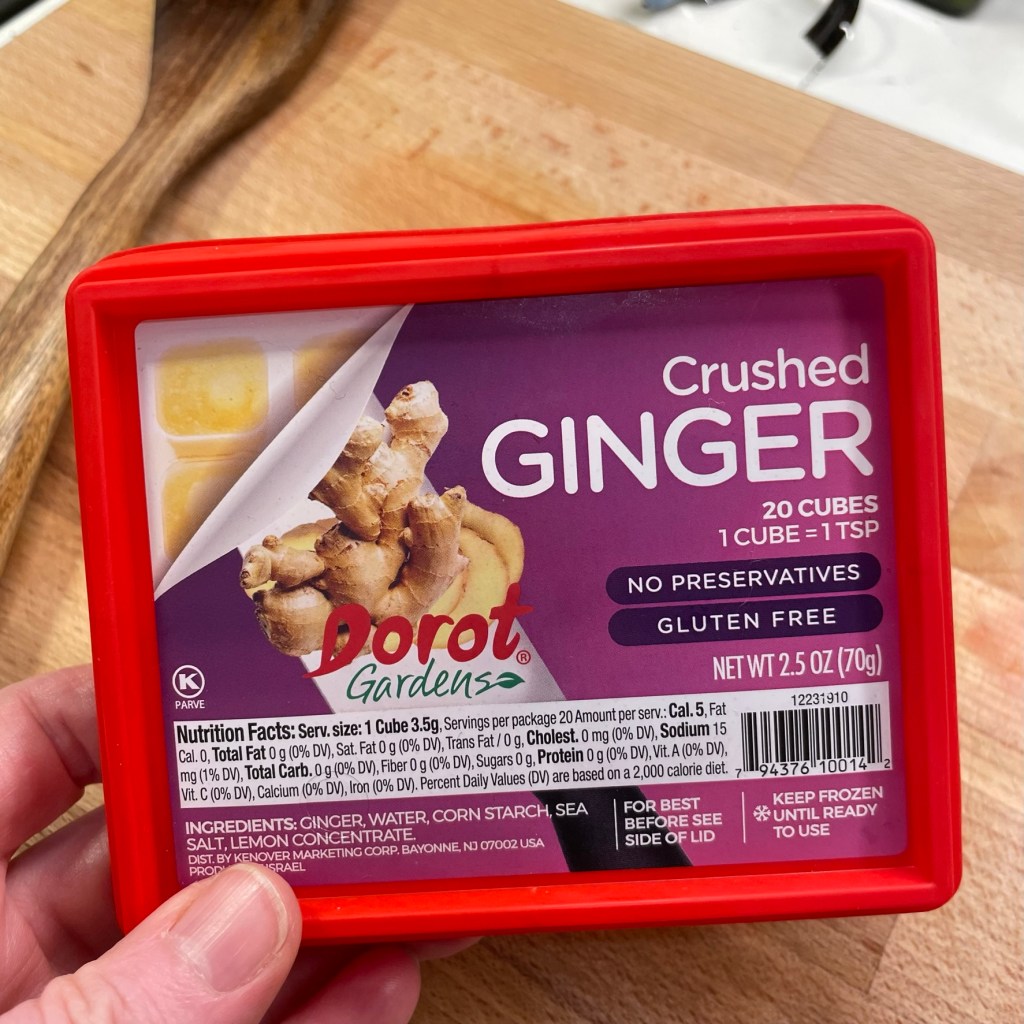 Crushed
GINGER
20 CUBES
1 CUBE = 1 TSP
NO PRESERVATIVES
GLUTEN FREE
NET WT 2.5 OZ (70g)
Dorot®
Gardens
K
PARVE
Nutrition Facts: Serv. size: 1 Cube 3.5g, Servings per package 20 Amount per serv.: Cal. 5, Fat
Cal. 0, Total Fat 0 g (0% DV), Sat. Fat 0 g (0% DV), Trans Fat / 0 g, Cholest. 0 mg (0% DV), Sodium 15
mg (1% DV), Total Carb. 0 g (0% DV), Fiber 0 g (0% DV), Sugars 0 g, Protein 0 g (0% DV), Vit. A (0% DV),
Vit. C (0% DV), Calcium (0% DV), Iron (0% DV). Percent Daily Values (DV) are based on a 2,000 calorie diet.
12231910
7 94376 10014 2
INGREDIENTS: GINGER, WATER, CORN STARCH, SEA
SALT, LEMON CONCENTRATE.
DIST. BY KENOVER MARKETING CORP. BAYONNE, NJ 07002 USA
ISRAEL
FOR BEST
BEFORE SEE
SIDE OF LID
KEEP FROZEN
UNTIL READY
TO USE